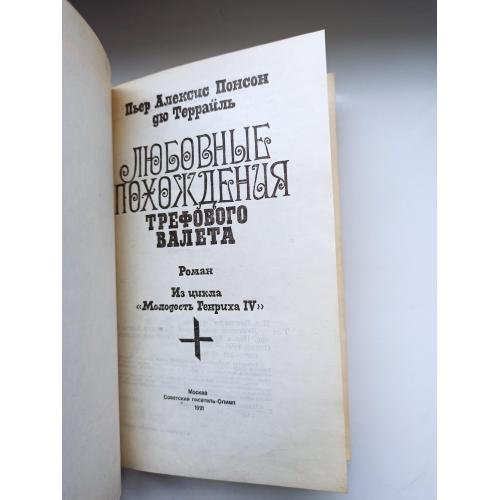 Пьер Алексис Понсон
дю Террайль
ЛЮБОВНЫЕ
ПОХОЖДЕНИЯ
ТРЕФОВОГО
ВАЛЕТА
Роман
Из цикла
«Молодость Генриха IV»
Москва
Советский писатель-Олимп
1991